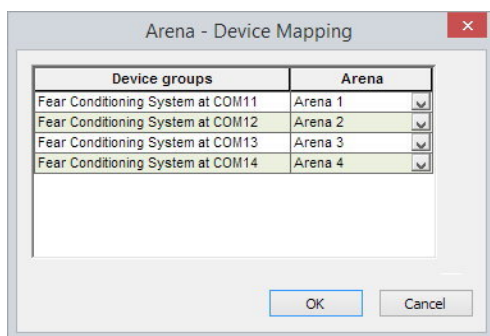 Arena - Device Mapping
Device groups Arena
Fear Conditioning System at COM11 Arena 1
Fear Conditioning System at COM12 Arena 2
Fear Conditioning System at COM13 Arena 3
Fear Conditioning System at COM14 Arena 4
OK Cancel